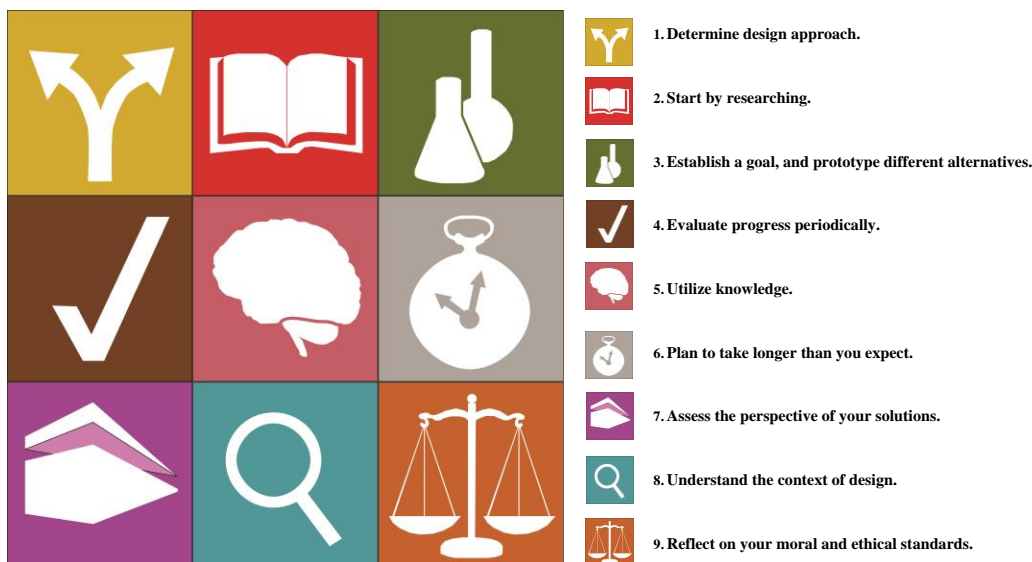 1. Determine design approach.
2. Start by researching.
3. Establish a goal, and prototype different alternatives.
4. Evaluate progress periodically.
5. Utilize knowledge.
6. Plan to take longer than you expect.
7. Assess the perspective of your solutions.
8. Understand the context of design.
9. Reflect on your moral and ethical standards.